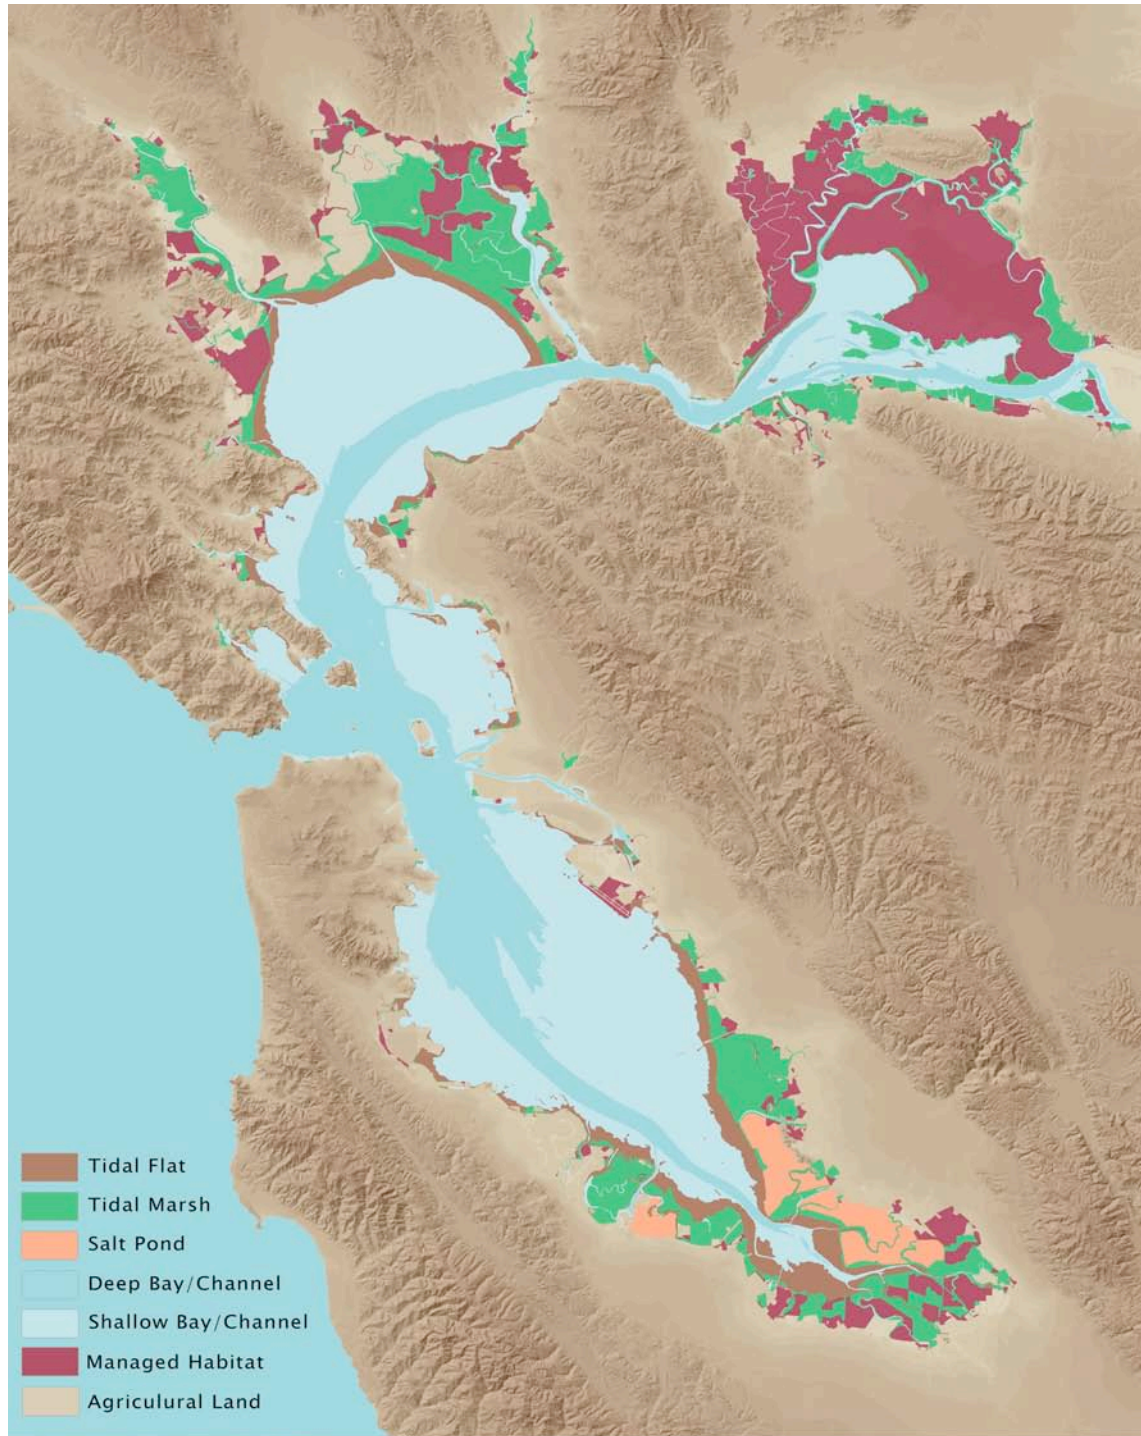 Tidal Flat
Tidal Marsh
Salt Pond
Deep Bay/Channel
Shallow Bay/Channel
Managed Habitat
Agriculural Land